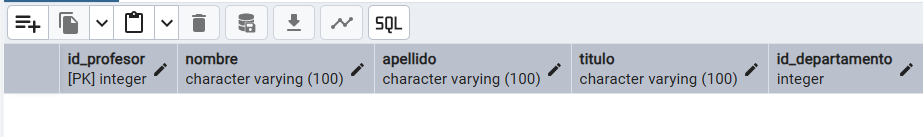 SQL
id_profesor nombre apellido titulo id_departamento
[PK] integer character varying (100) character varying (100) character varying (100) integer